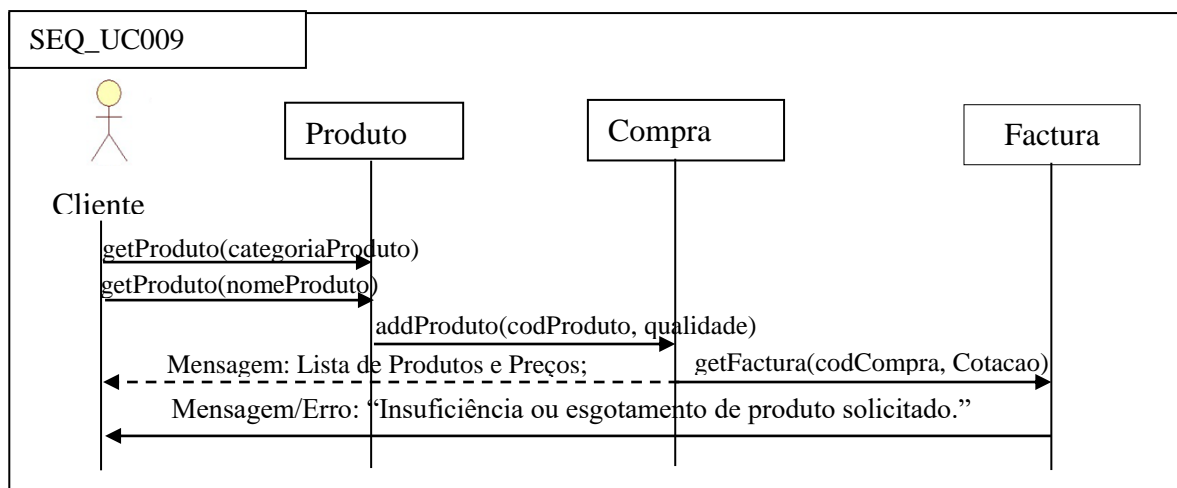 SEQ_UC009
Produto
Compra
Factura
Cliente
getProduto(categoriaProduto)
getProduto(nomeProduto)
addProduto(codProduto, qualidade)
Mensagem: Lista de Produtos e Preços;
getFactura(codCompra, Cotacao)
Mensagem/Erro: “Insuficiência ou esgotamento de produto solicitado.”